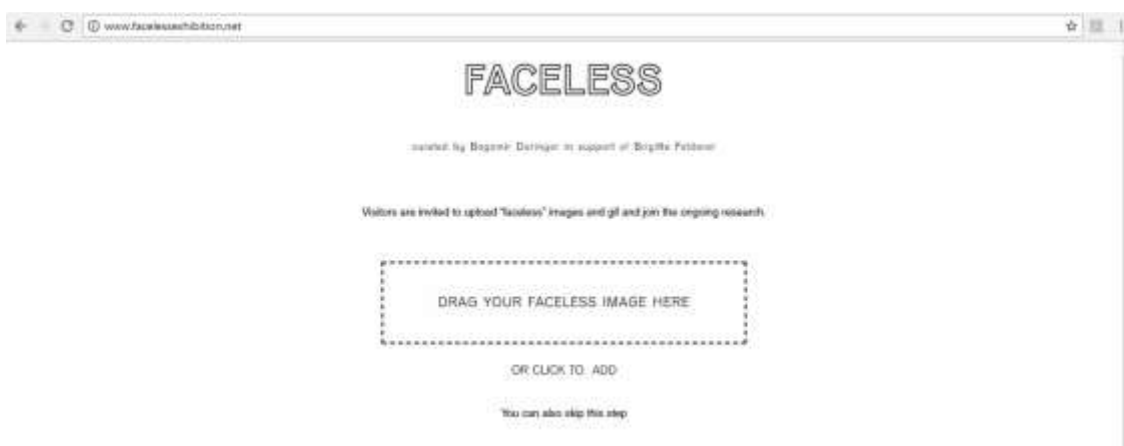 www.facelessexhibition.net
FACELESS
curated by Bogomir Doringer in support of Brigitte Felderer
Visitors are invited to upload "faceless" images and gif and join the ongoing research.
DRAG YOUR FACELESS IMAGE HERE
OR CLICK TO ADD
You can also skip this step